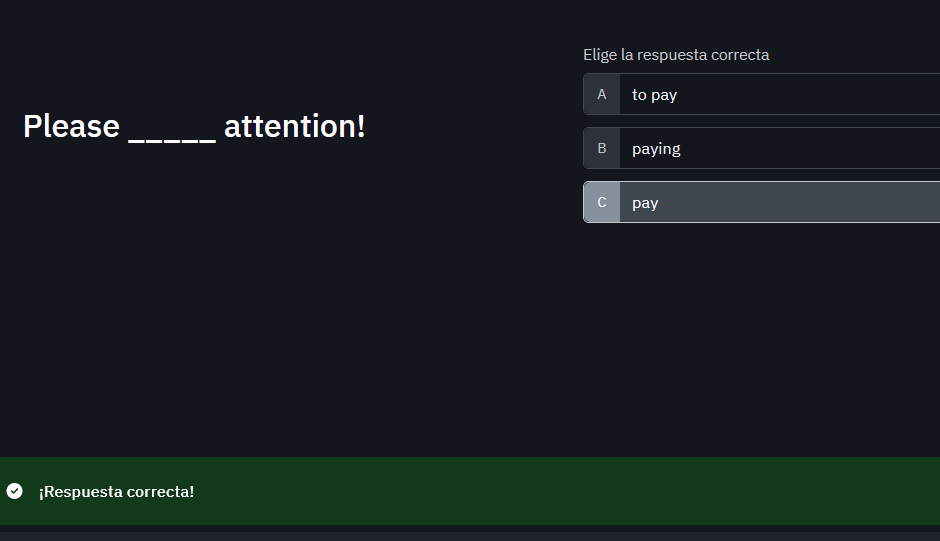 Please _____ attention!
Elige la respuesta correcta
A to pay
B paying
C pay
¡Respuesta correcta!